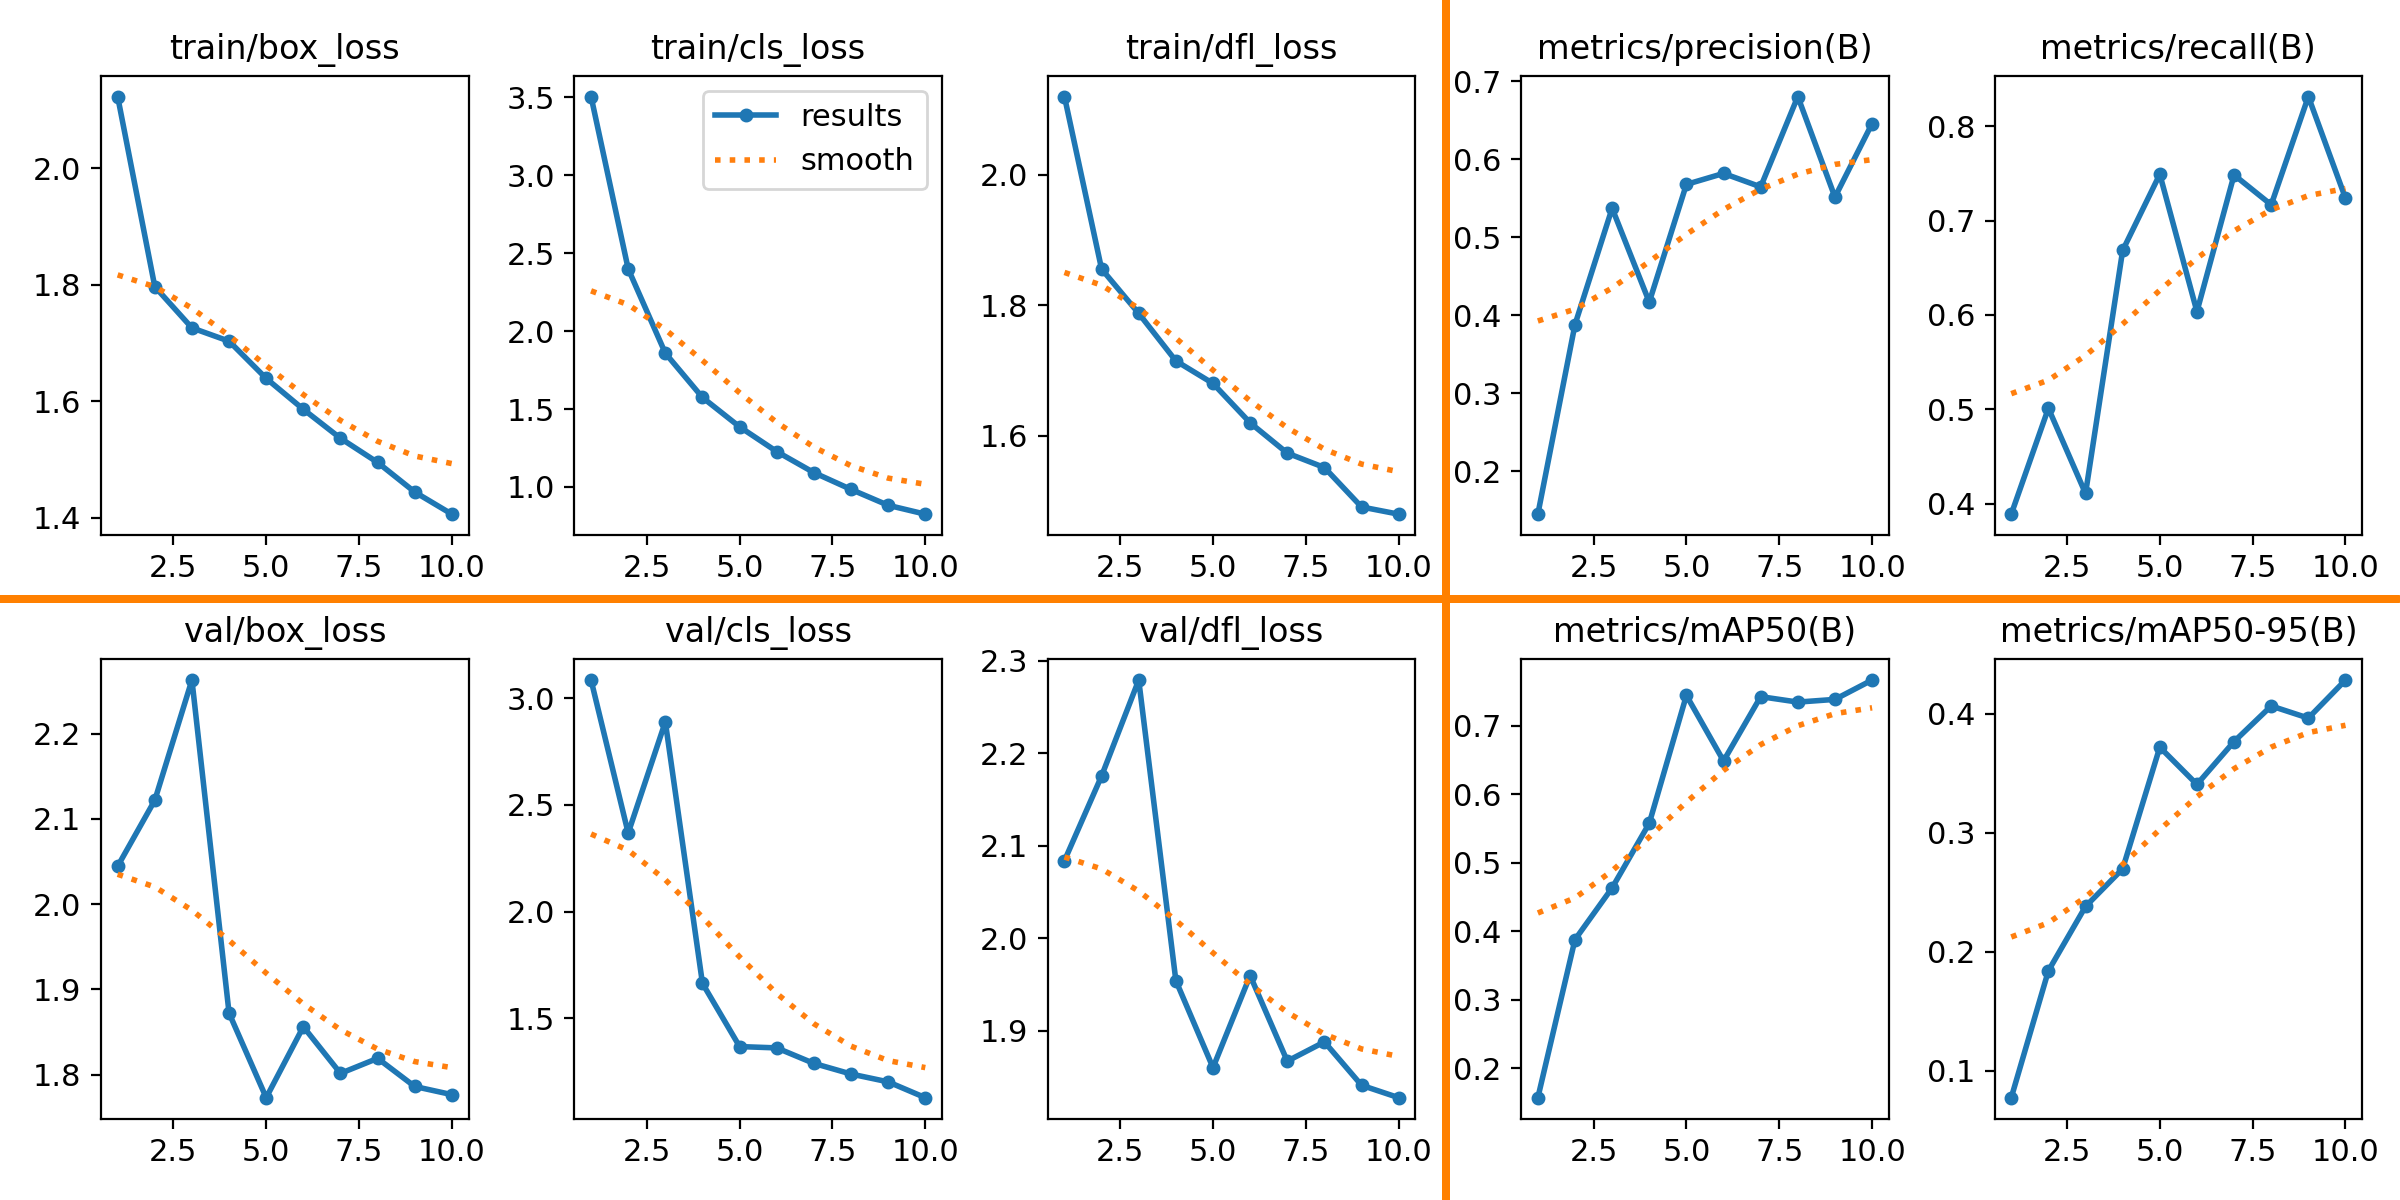 train/box_loss
2.0
1.8
1.6
1.4
2.5 5.0 7.5 10.0
train/cls_loss
results
smooth
3.5
3.0
2.5
2.0
1.5
1.0
2.5 5.0 7.5 10.0
train/dfl_loss
2.0
1.8
1.6
2.5 5.0 7.5 10.0
metrics/precision(B)
0.7
0.6
0.5
0.4
0.3
0.2
2.5 5.0 7.5 10.0
metrics/recall(B)
0.8
0.7
0.6
0.5
0.4
2.5 5.0 7.5 10.0
val/box_loss
2.2
2.1
2.0
1.9
1.8
2.5 5.0 7.5 10.0
val/cls_loss
3.0
2.5
2.0
1.5
2.5 5.0 7.5 10.0
val/dfl_loss
2.3
2.2
2.1
2.0
1.9
2.5 5.0 7.5 10.0
metrics/mAP50(B)
0.7
0.6
0.5
0.4
0.3
0.2
2.5 5.0 7.5 10.0
metrics/mAP50-95(B)
0.4
0.3
0.2
0.1
2.5 5.0 7.5 10.0